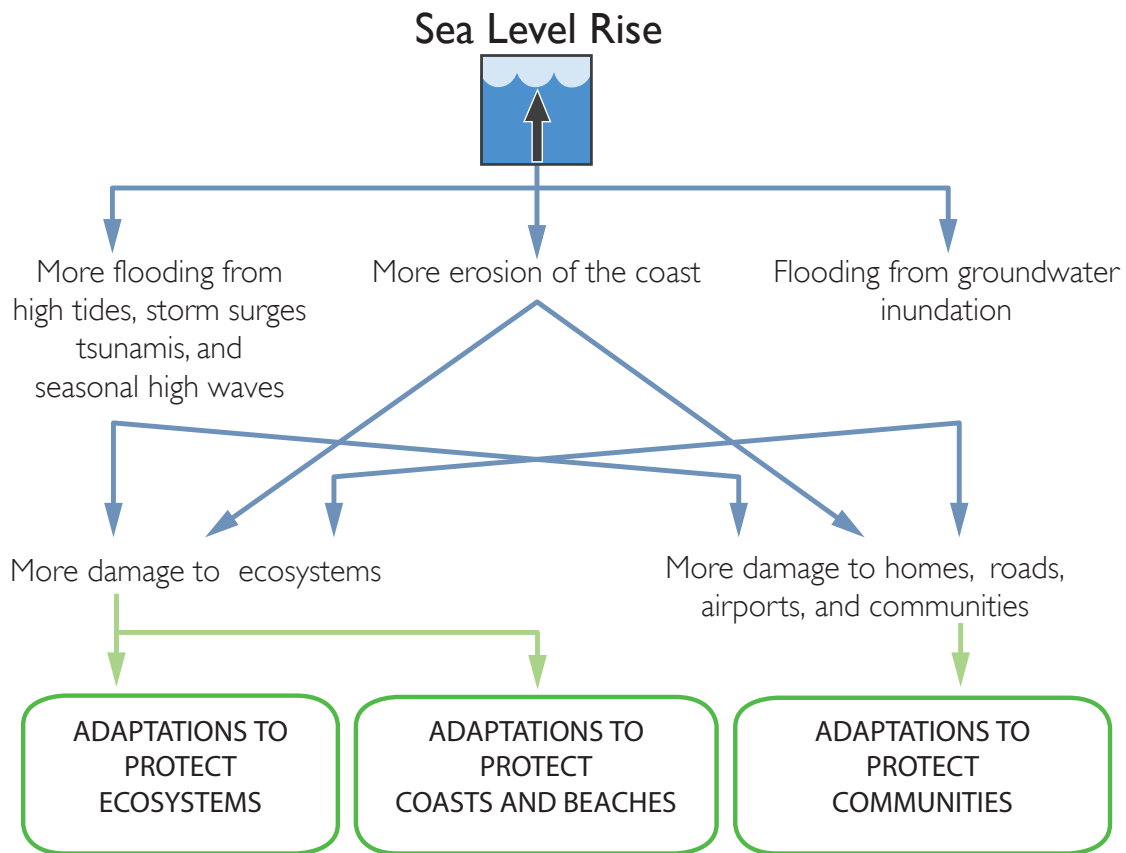 Sea Level Rise
More flooding from
high tides, storm surges
tsunamis, and
seasonal high waves
More erosion of the coast
Flooding from groundwater
inundation
More damage to ecosystems
More damage to homes, roads,
airports, and communities
ADAPTATIONS TO
PROTECT
ECOSYSTEMS
ADAPTATIONS TO
PROTECT
COASTS AND BEACHES
ADAPTATIONS TO
PROTECT
COMMUNITIES